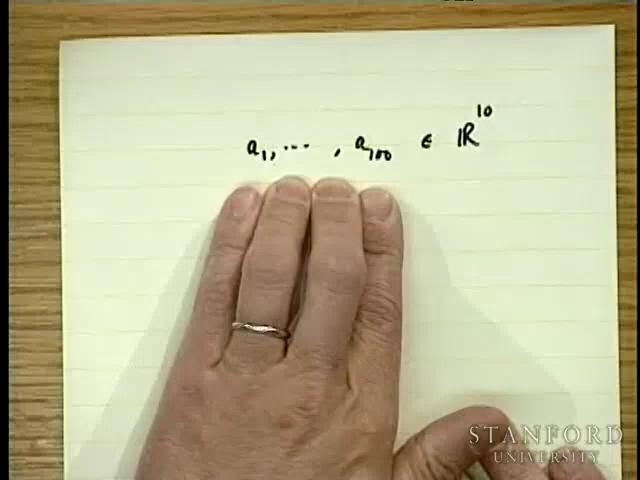 a₁, ⋯ , a₁₀₀ ∈ ℝ¹⁰
STANFORD
UNIVERSITY